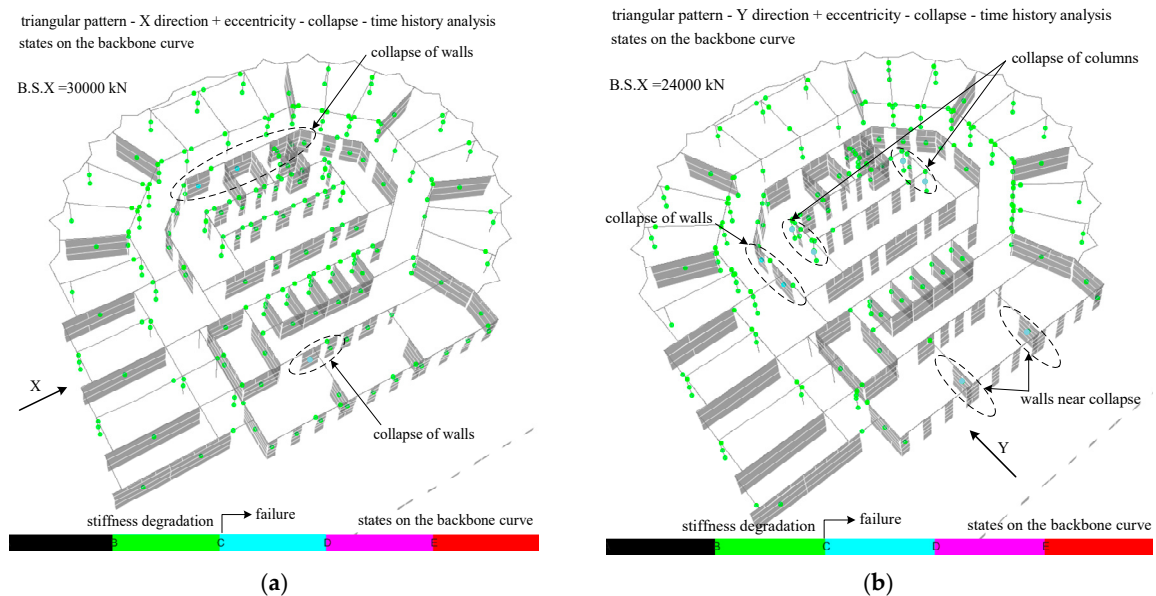 triangular pattern - X direction + eccentricity - collapse - time history analysis
states on the backbone curve
collapse of walls
B.S.X =30000 kN
X
collapse of walls
stiffness degradation
failure
states on the backbone curve
B
C
D
E
(a)
triangular pattern - Y direction + eccentricity - collapse - time history analysis
states on the backbone curve
collapse of columns
B.S.X =24000 kN
collapse of walls
walls near collapse
Y
stiffness degradation
failure
states on the backbone curve
B
C
D
E
(b)